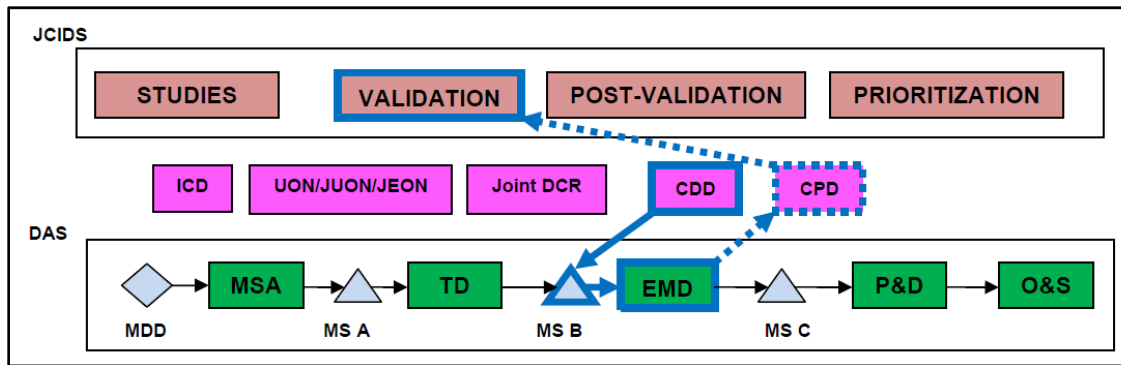 JCIDS
STUDIES
VALIDATION
POST-VALIDATION
PRIORITIZATION
ICD
UON/JUON/JEON
Joint DCR
CDD
CPD
DAS
MSA
TD
EMD
P&D
O&S
MDD
MS A
MS B
MS C